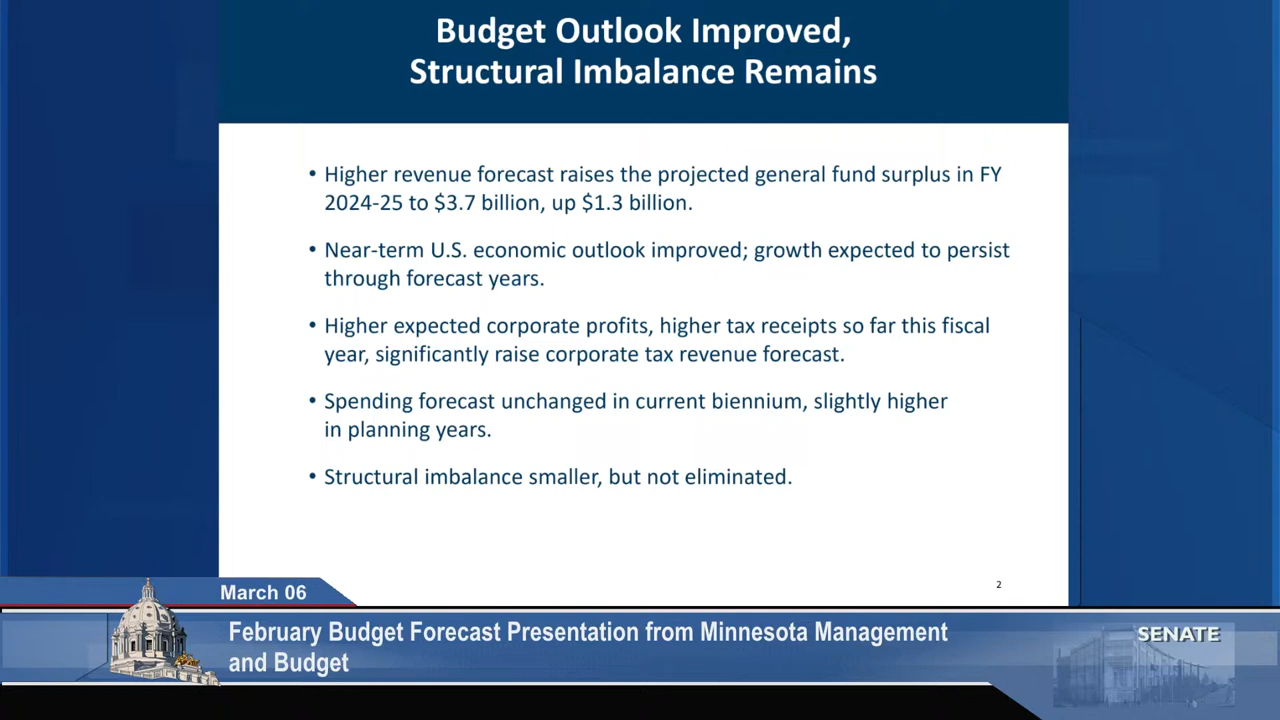 Budget Outlook Improved,
Structural Imbalance Remains
• Higher revenue forecast raises the projected general fund surplus in FY
2024-25 to $3.7 billion, up $1.3 billion.
• Near-term U.S. economic outlook improved; growth expected to persist
through forecast years.
• Higher expected corporate profits, higher tax receipts so far this fiscal
year, significantly raise corporate tax revenue forecast.
• Spending forecast unchanged in current biennium, slightly higher
in planning years.
• Structural imbalance smaller, but not eliminated.
2
March 06
February Budget Forecast Presentation from Minnesota Management
and Budget
SENATE